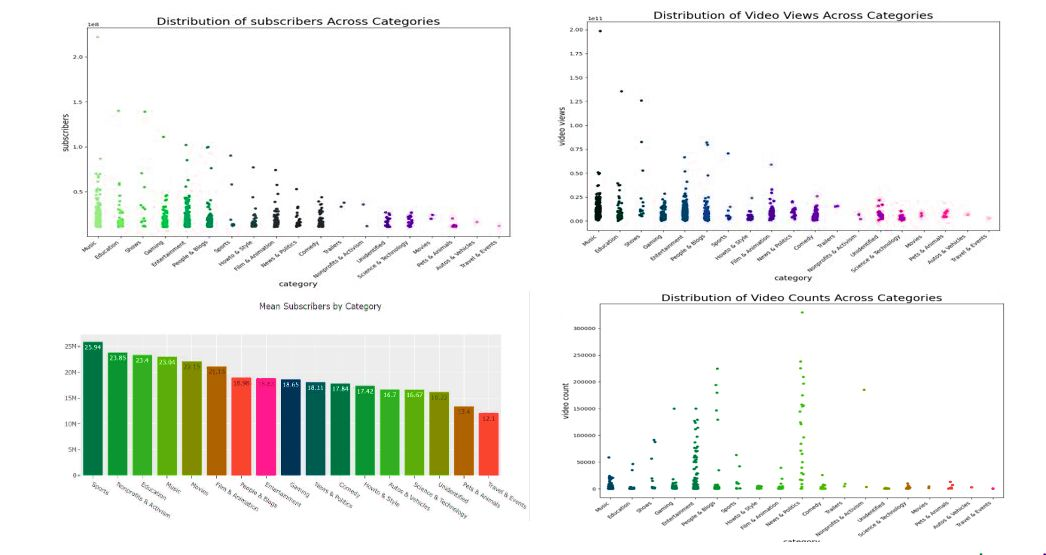 Distribution of subscribers Across Categories
1e8
2.0
1.5
1.0
0.5
subscribers
Music
Education
Shows
Gaming
Entertainment
People & Blogs
Sports
Howto & Style
Film & Animation
News & Politics
Comedy
Trailers
Nonprofits & Activism
Unidentified
Science & Technology
Movies
Pets & Animals
Autos & Vehicles
Travel & Events
category
Distribution of Video Views Across Categories
1e11
2.00
1.75
1.50
1.25
1.00
0.75
0.50
0.25
0.00
video views
Music
Education
Shows
Gaming
Entertainment
People & Blogs
Sports
Howto & Style
Film & Animation
News & Politics
Comedy
Trailers
Nonprofits & Activism
Unidentified
Science & Technology
Movies
Pets & Animals
Autos & Vehicles
Travel & Events
category
Mean Subscribers by Category
25M
20M
15M
10M
5M
0
25.94
23.85
23.4
23.04
22.15
21.12
18.98
18.82
18.65
18.11
17.84
17.42
16.7
16.67
16.22
13.4
12.1
Sports
Nonprofits & Activism
Education
Music
Movies
Film & Animation
People & Blogs
Entertainment
Gaming
News & Politics
Comedy
Howto & Style
Autos & Vehicles
Science & Technology
Unidentified
Pets & Animals
Travel & Events
Distribution of Video Counts Across Categories
300000
250000
200000
150000
100000
50000
0
video count
Music
Education
Shows
Gaming
Entertainment
People & Blogs
Sports
Howto & Style
Film & Animation
News & Politics
Comedy
Trailers
Nonprofits & Activism
Unidentified
Science & Technology
Movies
Pets & Animals
Autos & Vehicles
Travel & Events
category